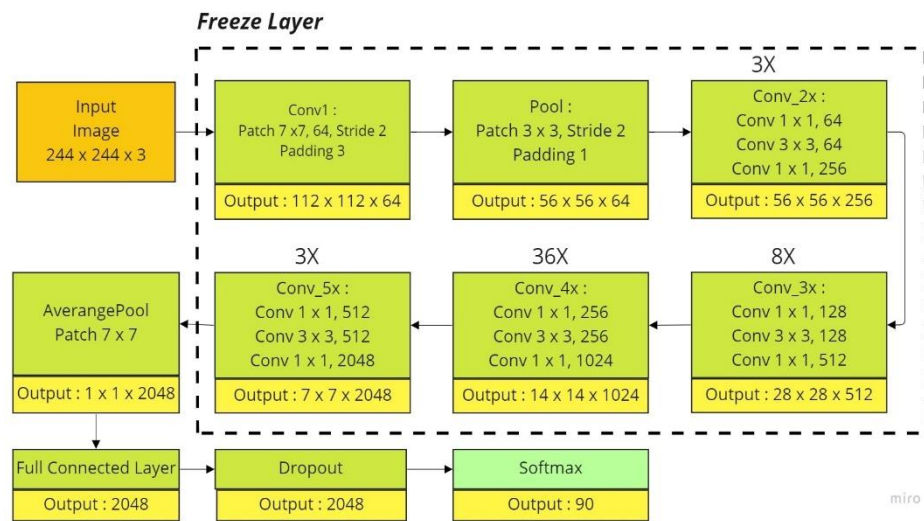 Freeze Layer
Input
Image
244 x 244 x 3
Conv1 :
Patch 7 x7, 64, Stride 2
Padding 3
Output : 112 x 112 x 64
Pool :
Patch 3 x 3, Stride 2
Padding 1
Output : 56 x 56 x 64
3X
Conv_2x :
Conv 1 x 1, 64
Conv 3 x 3, 64
Conv 1 x 1, 256
Output : 56 x 56 x 256
8X
Conv_3x :
Conv 1 x 1, 128
Conv 3 x 3, 128
Conv 1 x 1, 512
Output : 28 x 28 x 512
36X
Conv_4x :
Conv 1 x 1, 256
Conv 3 x 3, 256
Conv 1 x 1, 1024
Output : 14 x 14 x 1024
3X
Conv_5x :
Conv 1 x 1, 512
Conv 3 x 3, 512
Conv 1 x 1, 2048
Output : 7 x 7 x 2048
AverangePool
Patch 7 x 7
Output : 1 x 1 x 2048
Full Connected Layer
Output : 2048
Dropout
Output : 2048
Softmax
Output : 90
miro